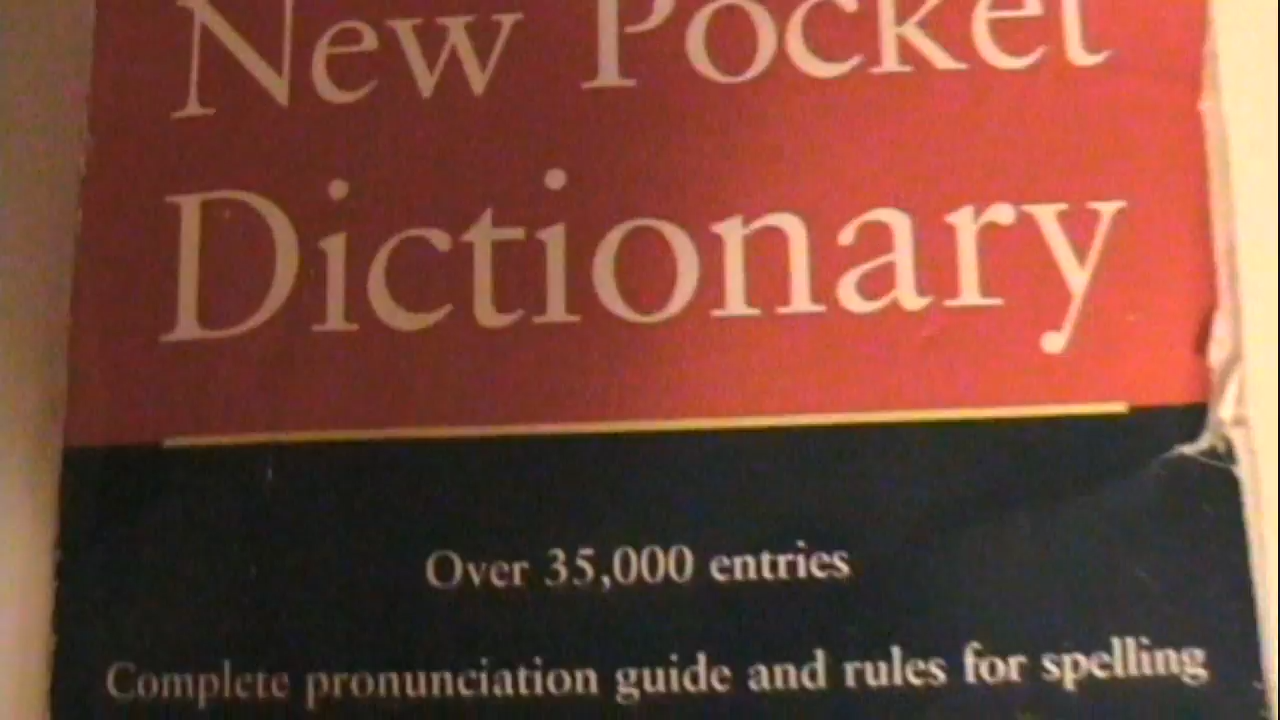 New Pocket
Dictionary
Over 35,000 entries
Complete pronunciation guide and rules for spelling